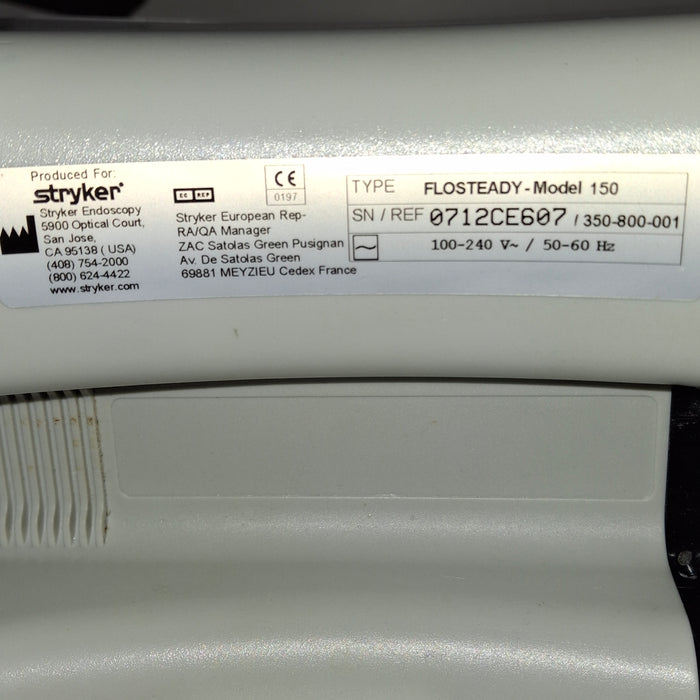 Produced For:
stryker®
Stryker Endoscopy
5900 Optical Court,
San Jose,
CA 95138 ( USA)
(408) 754-2000
(800) 624-4422
www.stryker.com
EC REP
Stryker European Rep-
RA/QA Manager
ZAC Satolas Green Pusignan
Av. De Satolas Green
69881 MEYZIEU Cedex France
CE
0197
TYPE FLOSTEADY-Model 150
SN / REF 0712CE607 / 350-800-001
100-240 V~ / 50-60 Hz